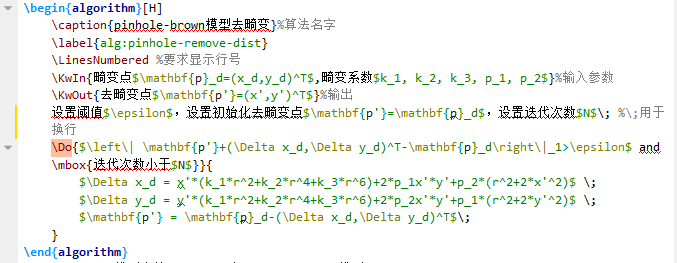 \begin{algorithm}[H]
\caption{pinhole-brown模型去畸变}%算法名字
\label{alg:pinhole-remove-dist}
\LinesNumbered %要求显示行号
\KwIn{畸变点$\mathbf{p}_d=(x_d,y_d)^T$,畸变系数$k_1, k_2, k_3, p_1, p_2$}%输入参数
\KwOut{去畸变点$\mathbf{p'}=(x',y')^T$}%输出
设置阈值$\epsilon$，设置初始化去畸变点$\mathbf{p'}=\mathbf{p}_d$，设置迭代次数$N$\; %\;用于
换行
\Do{$\left\| \mathbf{p'}+(\Delta x_d,\Delta y_d)^T-\mathbf{p}_d\right\|_1>\epsilon$ and
\mbox{迭代次数小于$N$}}{
$\Delta x_d = x'*(k_1*r^2+k_2*r^4+k_3*r^6)+2*p_1x'*y'+p_2*(r^2+2*x'^2)$ \;
$\Delta y_d = y'*(k_1*r^2+k_2*r^4+k_3*r^6)+2*p_2x'*y'+p_1*(r^2+2*y'^2)$ \;
$\mathbf{p'} = \mathbf{p}_d-(\Delta x_d,\Delta y_d)^T$\;
}
\end{algorithm}